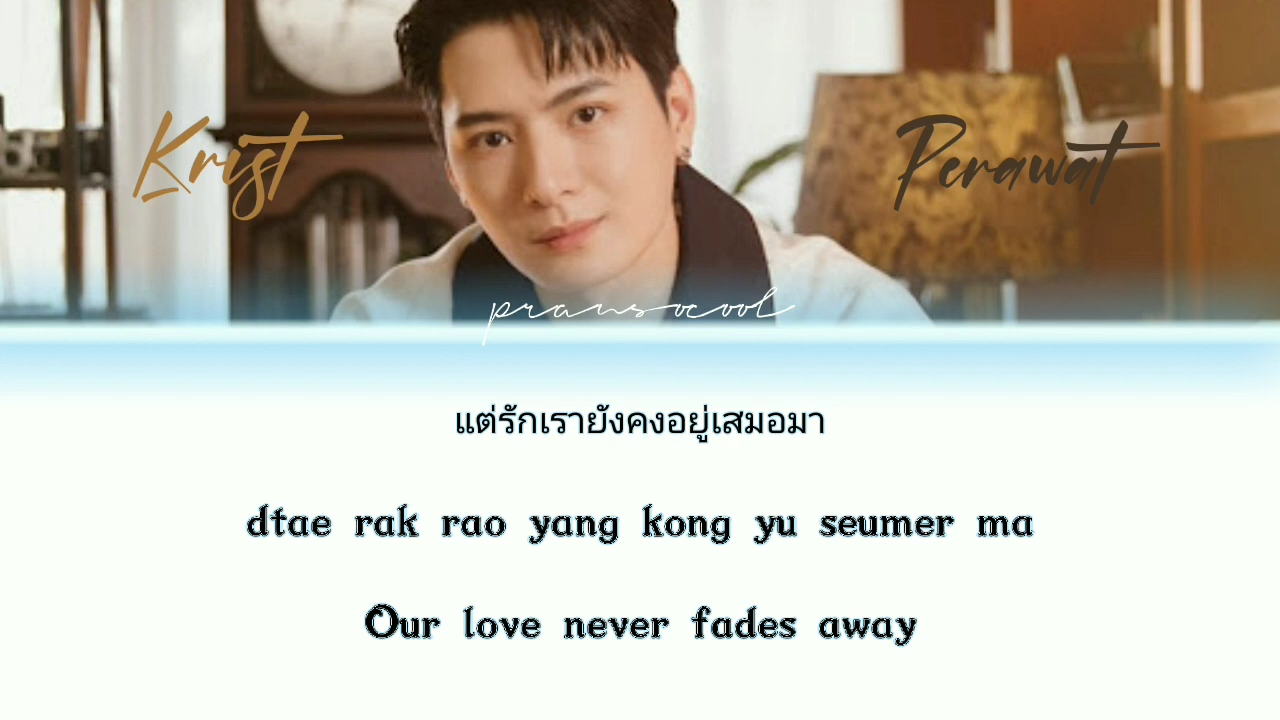 Krist
Perawat
pransocool
แต่รักเรายังคงอยู่เสมอมา
dtae rak rao yang kong yu seumer ma
Our love never fades away